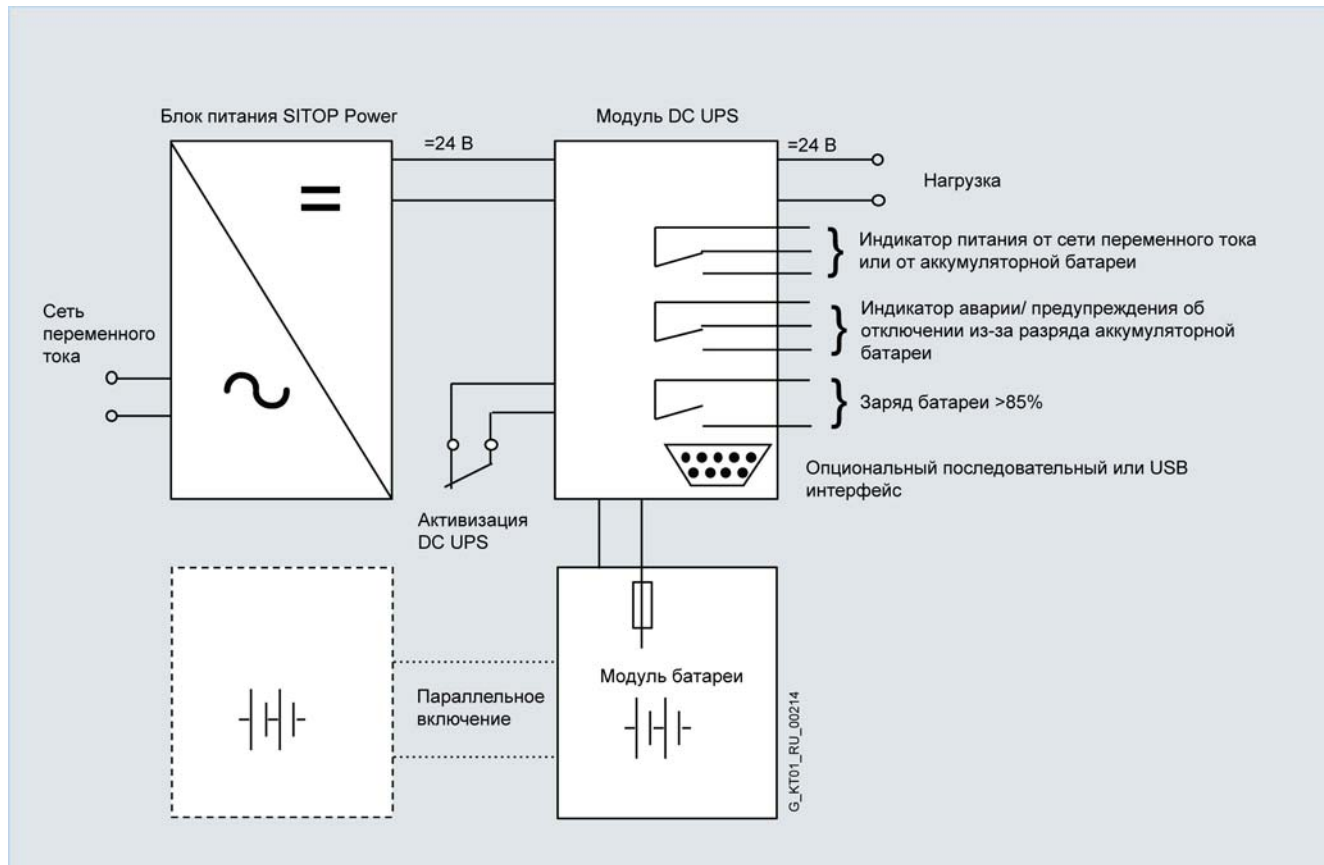 Блок питания SITOP Power
Модуль DC UPS
=24 В
=24 В
Нагрузка
Индикатор питания от сети переменного тока
или от аккумуляторной батареи
Сеть
переменного
тока
Индикатор аварии/ предупреждения об
отключении из-за разряда аккумуляторной
батареи
Заряд батареи >85%
Опциональный последовательный или USB
интерфейс
Активизация
DC UPS
Параллельное
включение
Модуль батареи
G_KT01_RU_00214